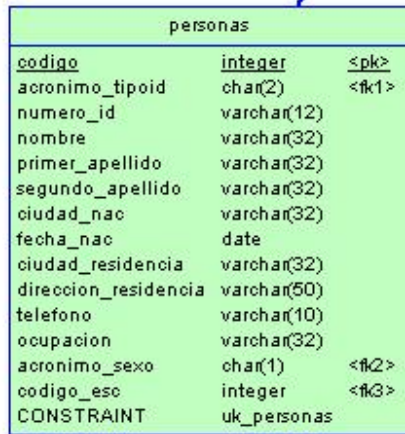 personas
codigo integer <pk>
acronimo_tipoid char(2) <fk1>
numero_id varchar(12)
nombre varchar(32)
primer_apellido varchar(32)
segundo_apellido varchar(32)
ciudad_nac varchar(32)
fecha_nac date
ciudad_residencia varchar(32)
direccion_residencia varchar(50)
telefono varchar(10)
ocupacion varchar(32)
acronimo_sexo char(1) <fk2>
codigo_esc integer <fk3>
CONSTRAINT uk_personas